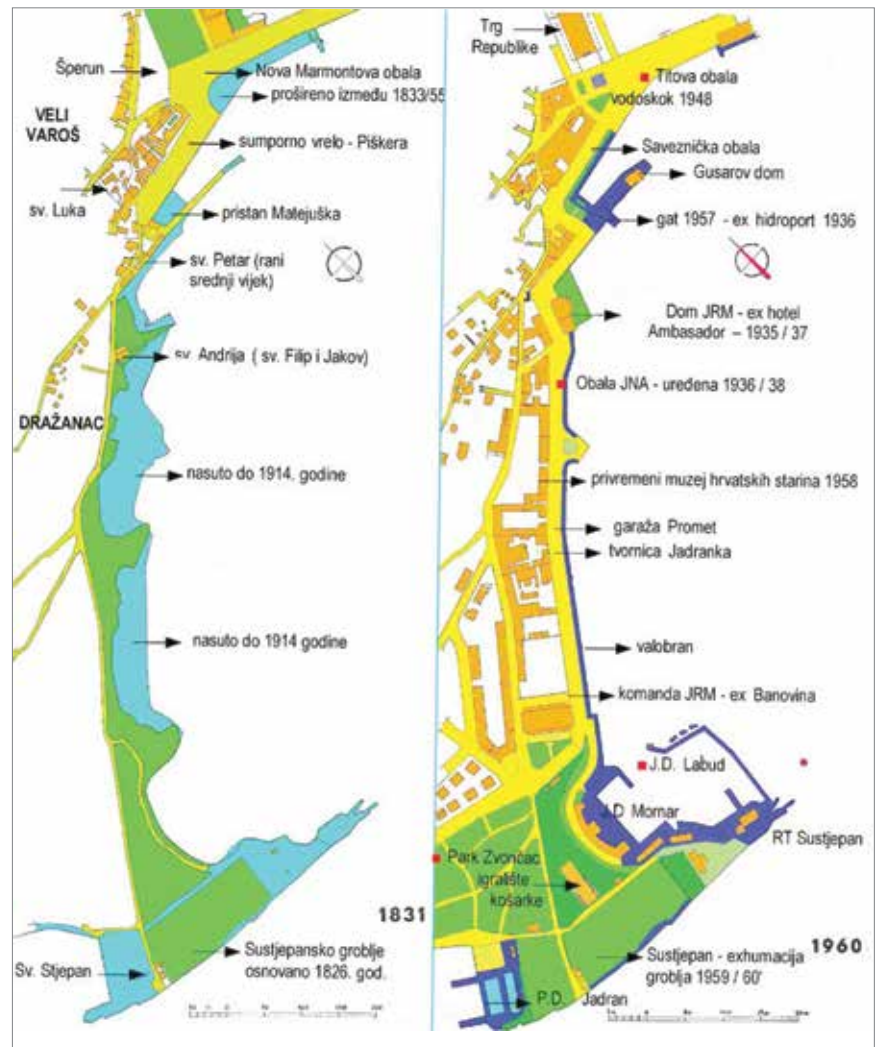 Šperun
Nova Marmontova obala
prošireno između 1833/55
VELI
VAROŠ
sumporno vrelo - Piškera
sv. Luka
pristan Matejuška
sv. Petar (rani
srednji vijek)
sv. Andrija ( sv. Filip i Jakov)
DRAŽANAC
nasuto do 1914. godine
nasuto do 1914 godine
1831
Sv. Stjepan
Sustjepansko groblje
osnovano 1826. god.
Trg
Republike
Titova obala
vodoskok 1948
Saveznička obala
Gusarov dom
gat 1957 - ex hidroport 1936
Dom JRM - ex hotel
Ambasador – 1935 / 37
Obala JNA - uređena 1936 / 38
privremeni muzej hrvatskih starina 1958
garaža Promet
tvornica Jadranka
valobran
komanda JRM - ex Banovina
J.D. Labud
J.D Mornar
RT Sustjepan
Park Zvončac
igralište
košarke
1960
Sustjepan - exhumacija
groblja 1959 / 60'
P.D. Jadran